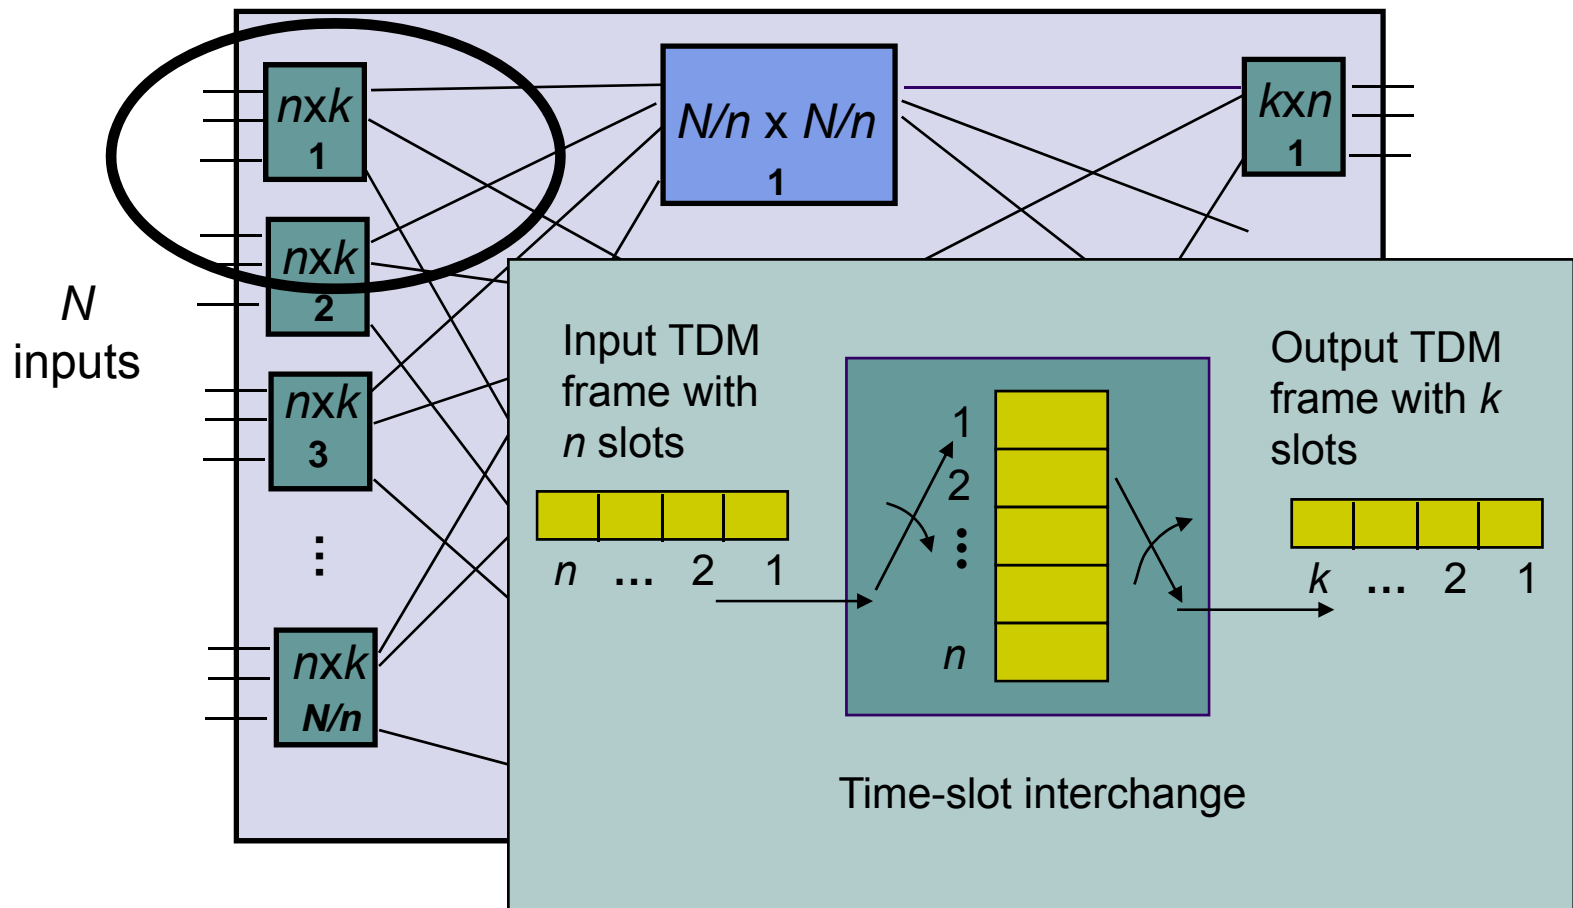 nxk
1
N/n x N/n
1
kxn
1
nxk
2
N
inputs
nxk
3
⋮
nxk
N/n
Input TDM
frame with
n slots
n ... 2 1
1
2
⋮
n
Output TDM
frame with k
slots
k ... 2 1
Time-slot interchange